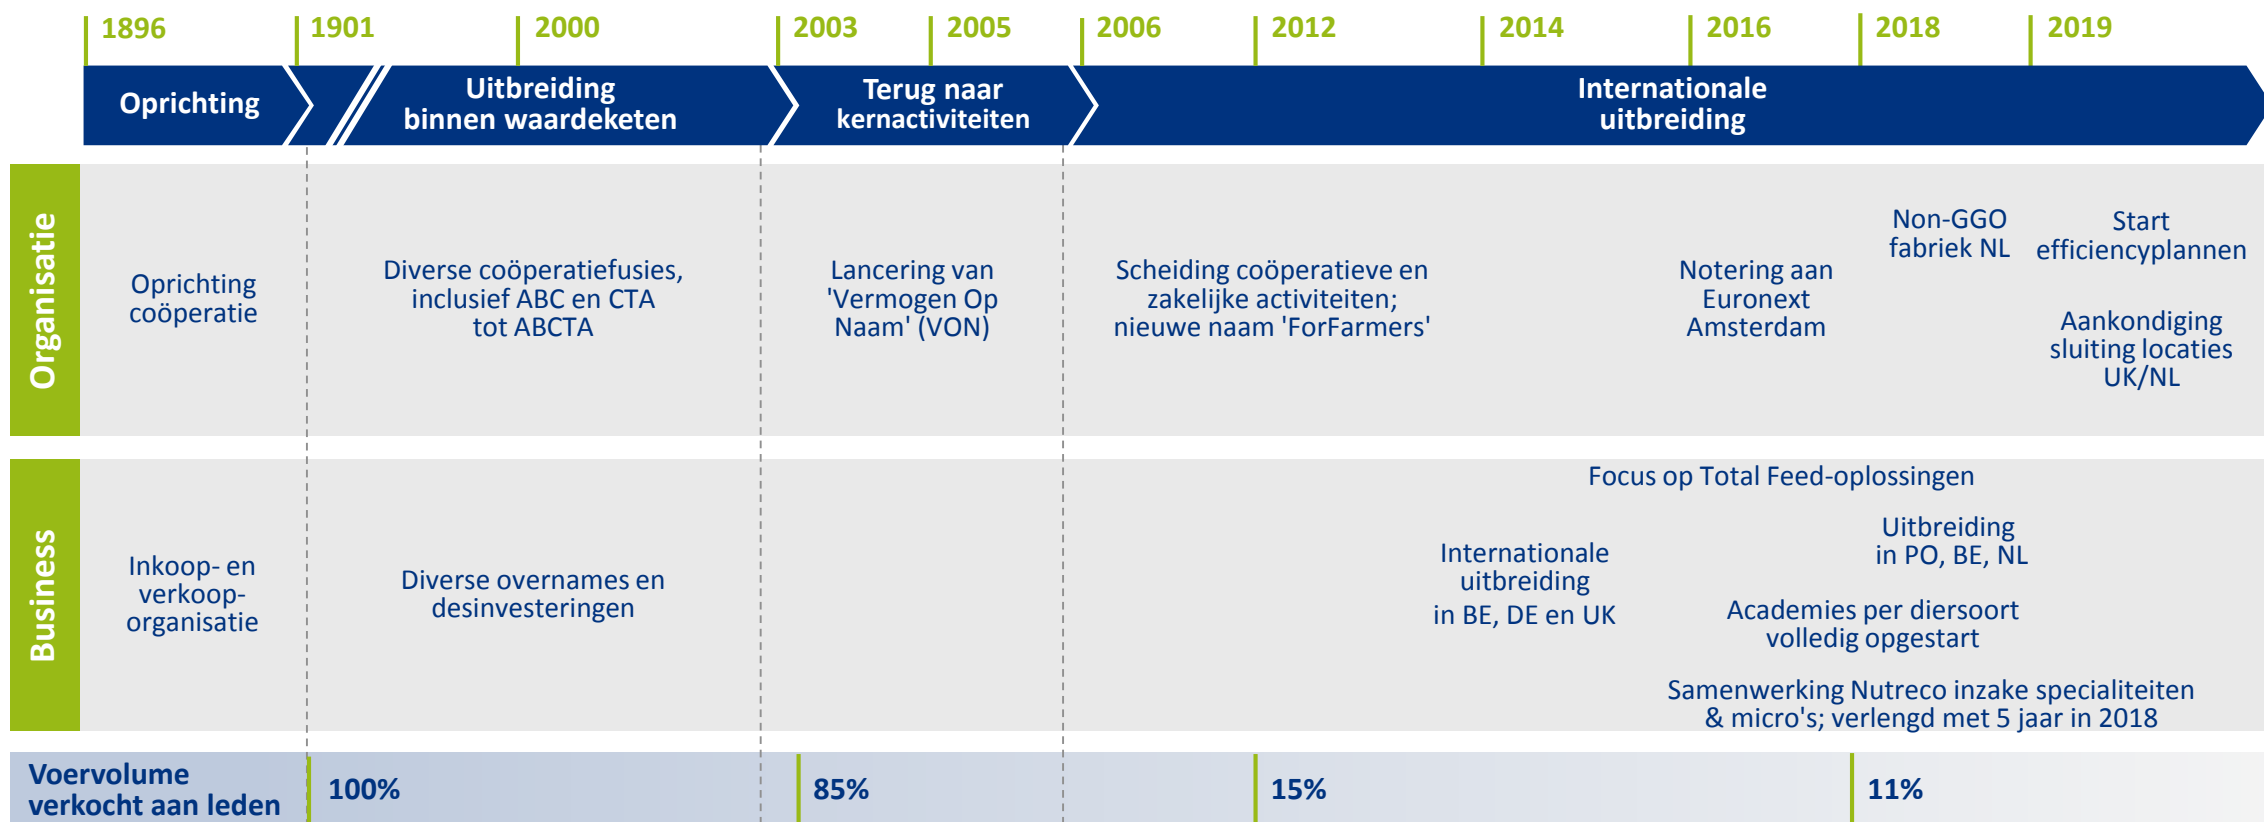 1896
1901
2000
2003
2005
2006
2012
2014
2016
2018
2019
Oprichting
Uitbreiding
binnen waardeketen
Terug naar
kernactiviteiten
Internationale
uitbreiding
Organisatie
Oprichting
coöperatie
Diverse coöperatiefusies,
inclusief ABC en CTA
tot ABCTA
Lancering van
'Vermogen Op
Naam' (VON)
Scheiding coöperatieve en
zakelijke activiteiten;
nieuwe naam 'ForFarmers'
Notering aan
Euronext
Amsterdam
Non-GGO
fabriek NL
Start
efficiencyplannen
Aankondiging
sluiting locaties
UK/NL
Business
Inkoop- en
verkoop-
organisatie
Diverse overnames en
desinvesteringen
Focus op Total Feed-oplossingen
Internationale
uitbreiding
in BE, DE en UK
Uitbreiding
in PO, BE, NL
Academies per diersoort
volledig opgestart
Samenwerking Nutreco inzake specialiteiten
& micro's; verlengd met 5 jaar in 2018
Voervolume
verkocht aan leden
100%
85%
15%
11%